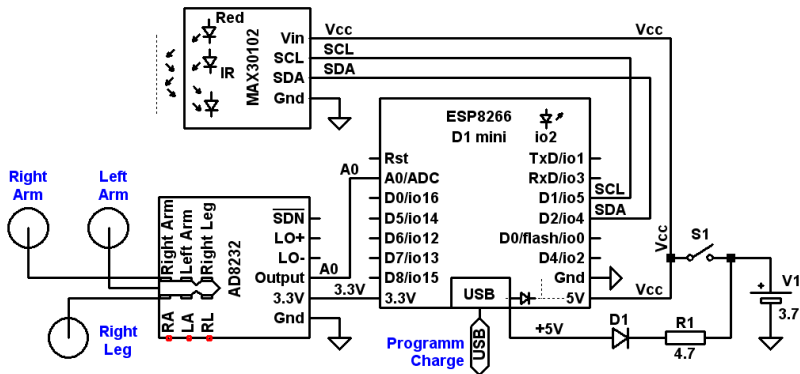 Red
IR
MAX30102
Vin
SCL
SDA
Gnd
Vcc
Vcc
SCL
SDA
ESP8266
D1 mini
io2
Rst
A0/ADC
D0/io16
D5/io14
D6/io12
D7/io13
D8/io15
3.3V
TxD/io1
RxD/io3
D1/io5
D2/io4
D0/flash/io0
D4/io2
Gnd
5V
USB
SCL
SDA
Vcc
Vcc
S1
V1
+
3.7
A0
A0
3.3V
Right
Arm
Left
Arm
Right
Leg
Right Arm
Left Arm
Right Leg
RA
LA
RL
AD8232
SDN
LO+
LO-
Output
3.3V
Gnd
Programm
Charge
USB
+5V
D1
R1
4.7